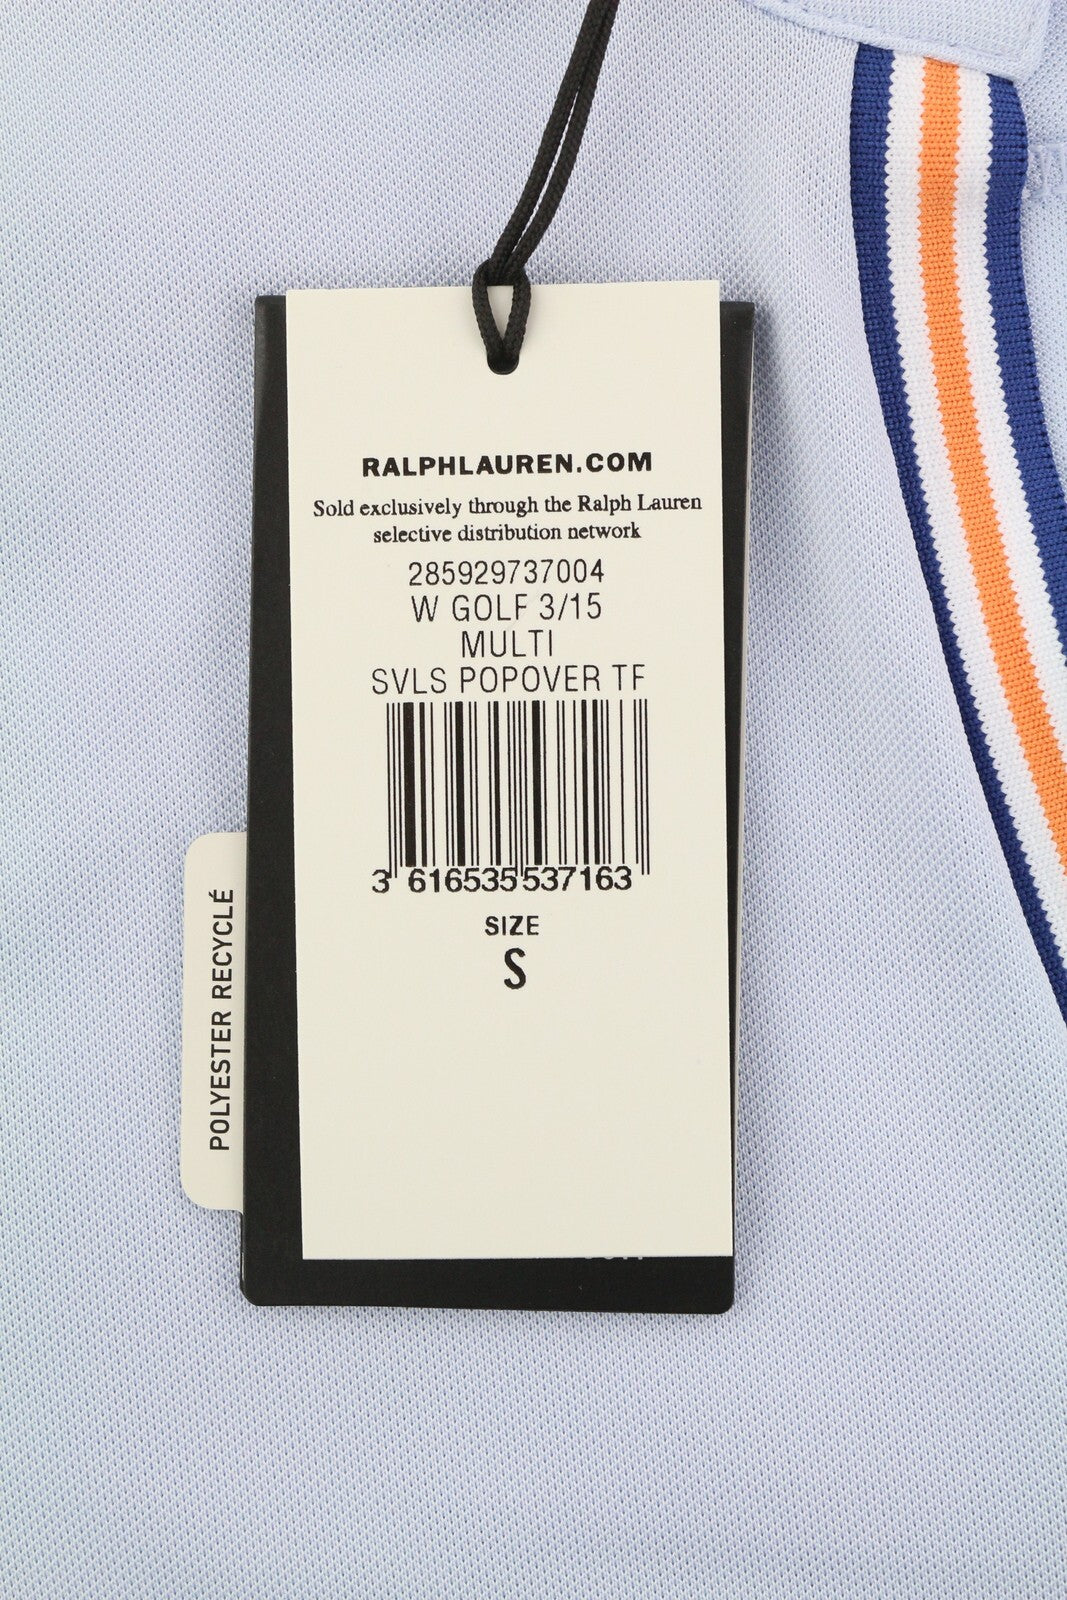 RALPHLAUREN.COM
Sold exclusively through the Ralph Lauren
selective distribution network
285929737004
W GOLF 3/15
MULTI
SVLS POPOVER TF
3 616535 537163
SIZE
S
POLYESTER RECYCLÉ